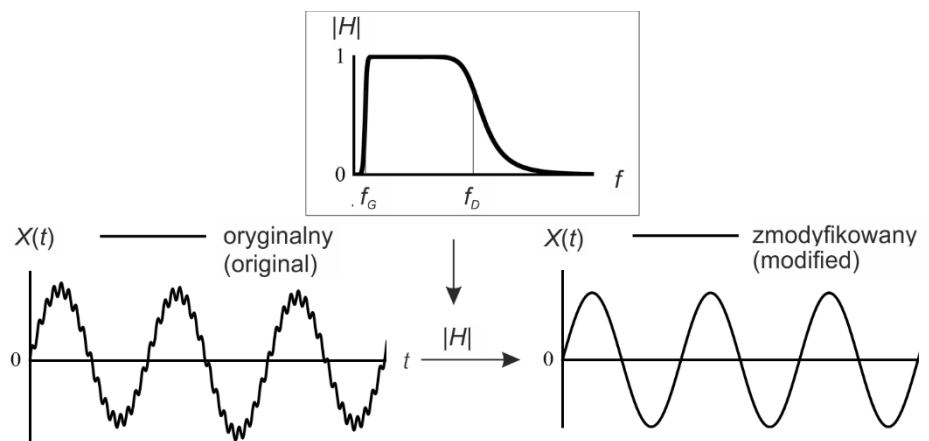 |H|
1
0
f
. f_G
f_D
X(t)
oryginalny
(original)
0
t
|H|
X(t)
zmodyfikowany
(modified)
0